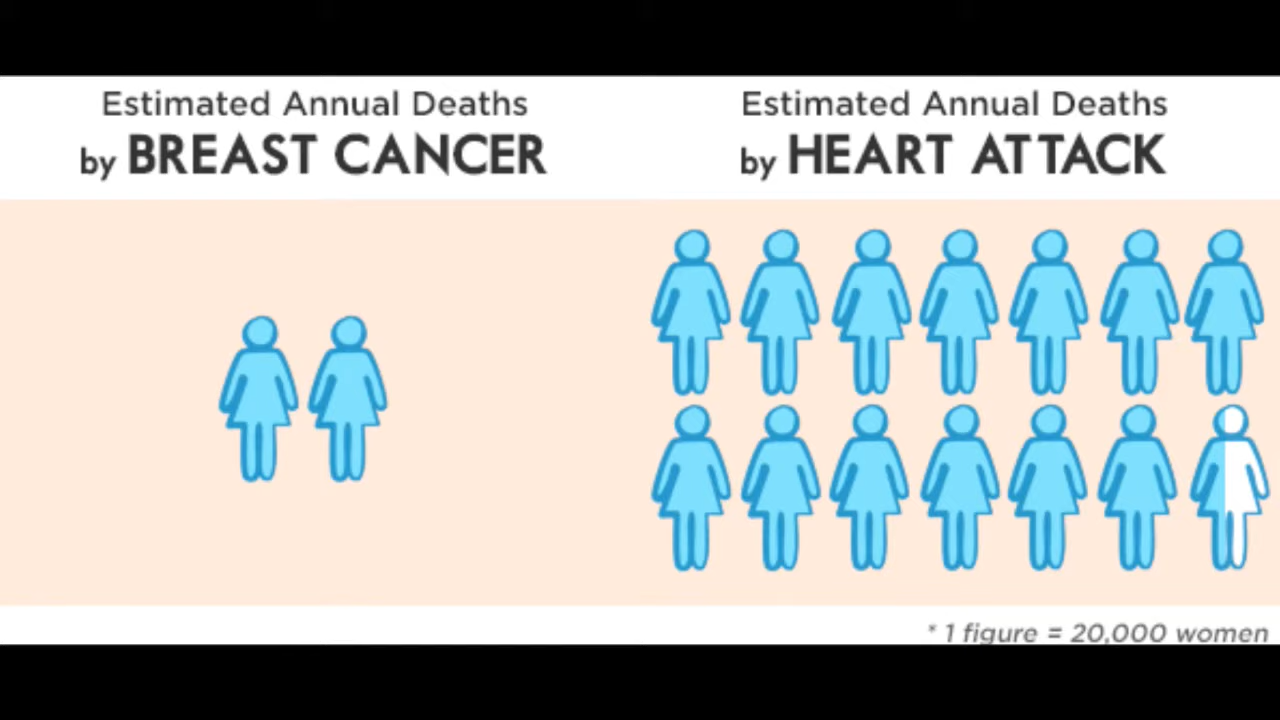 Estimated Annual Deaths
by BREAST CANCER
Estimated Annual Deaths
by HEART ATTACK
* 1 figure = 20,000 women